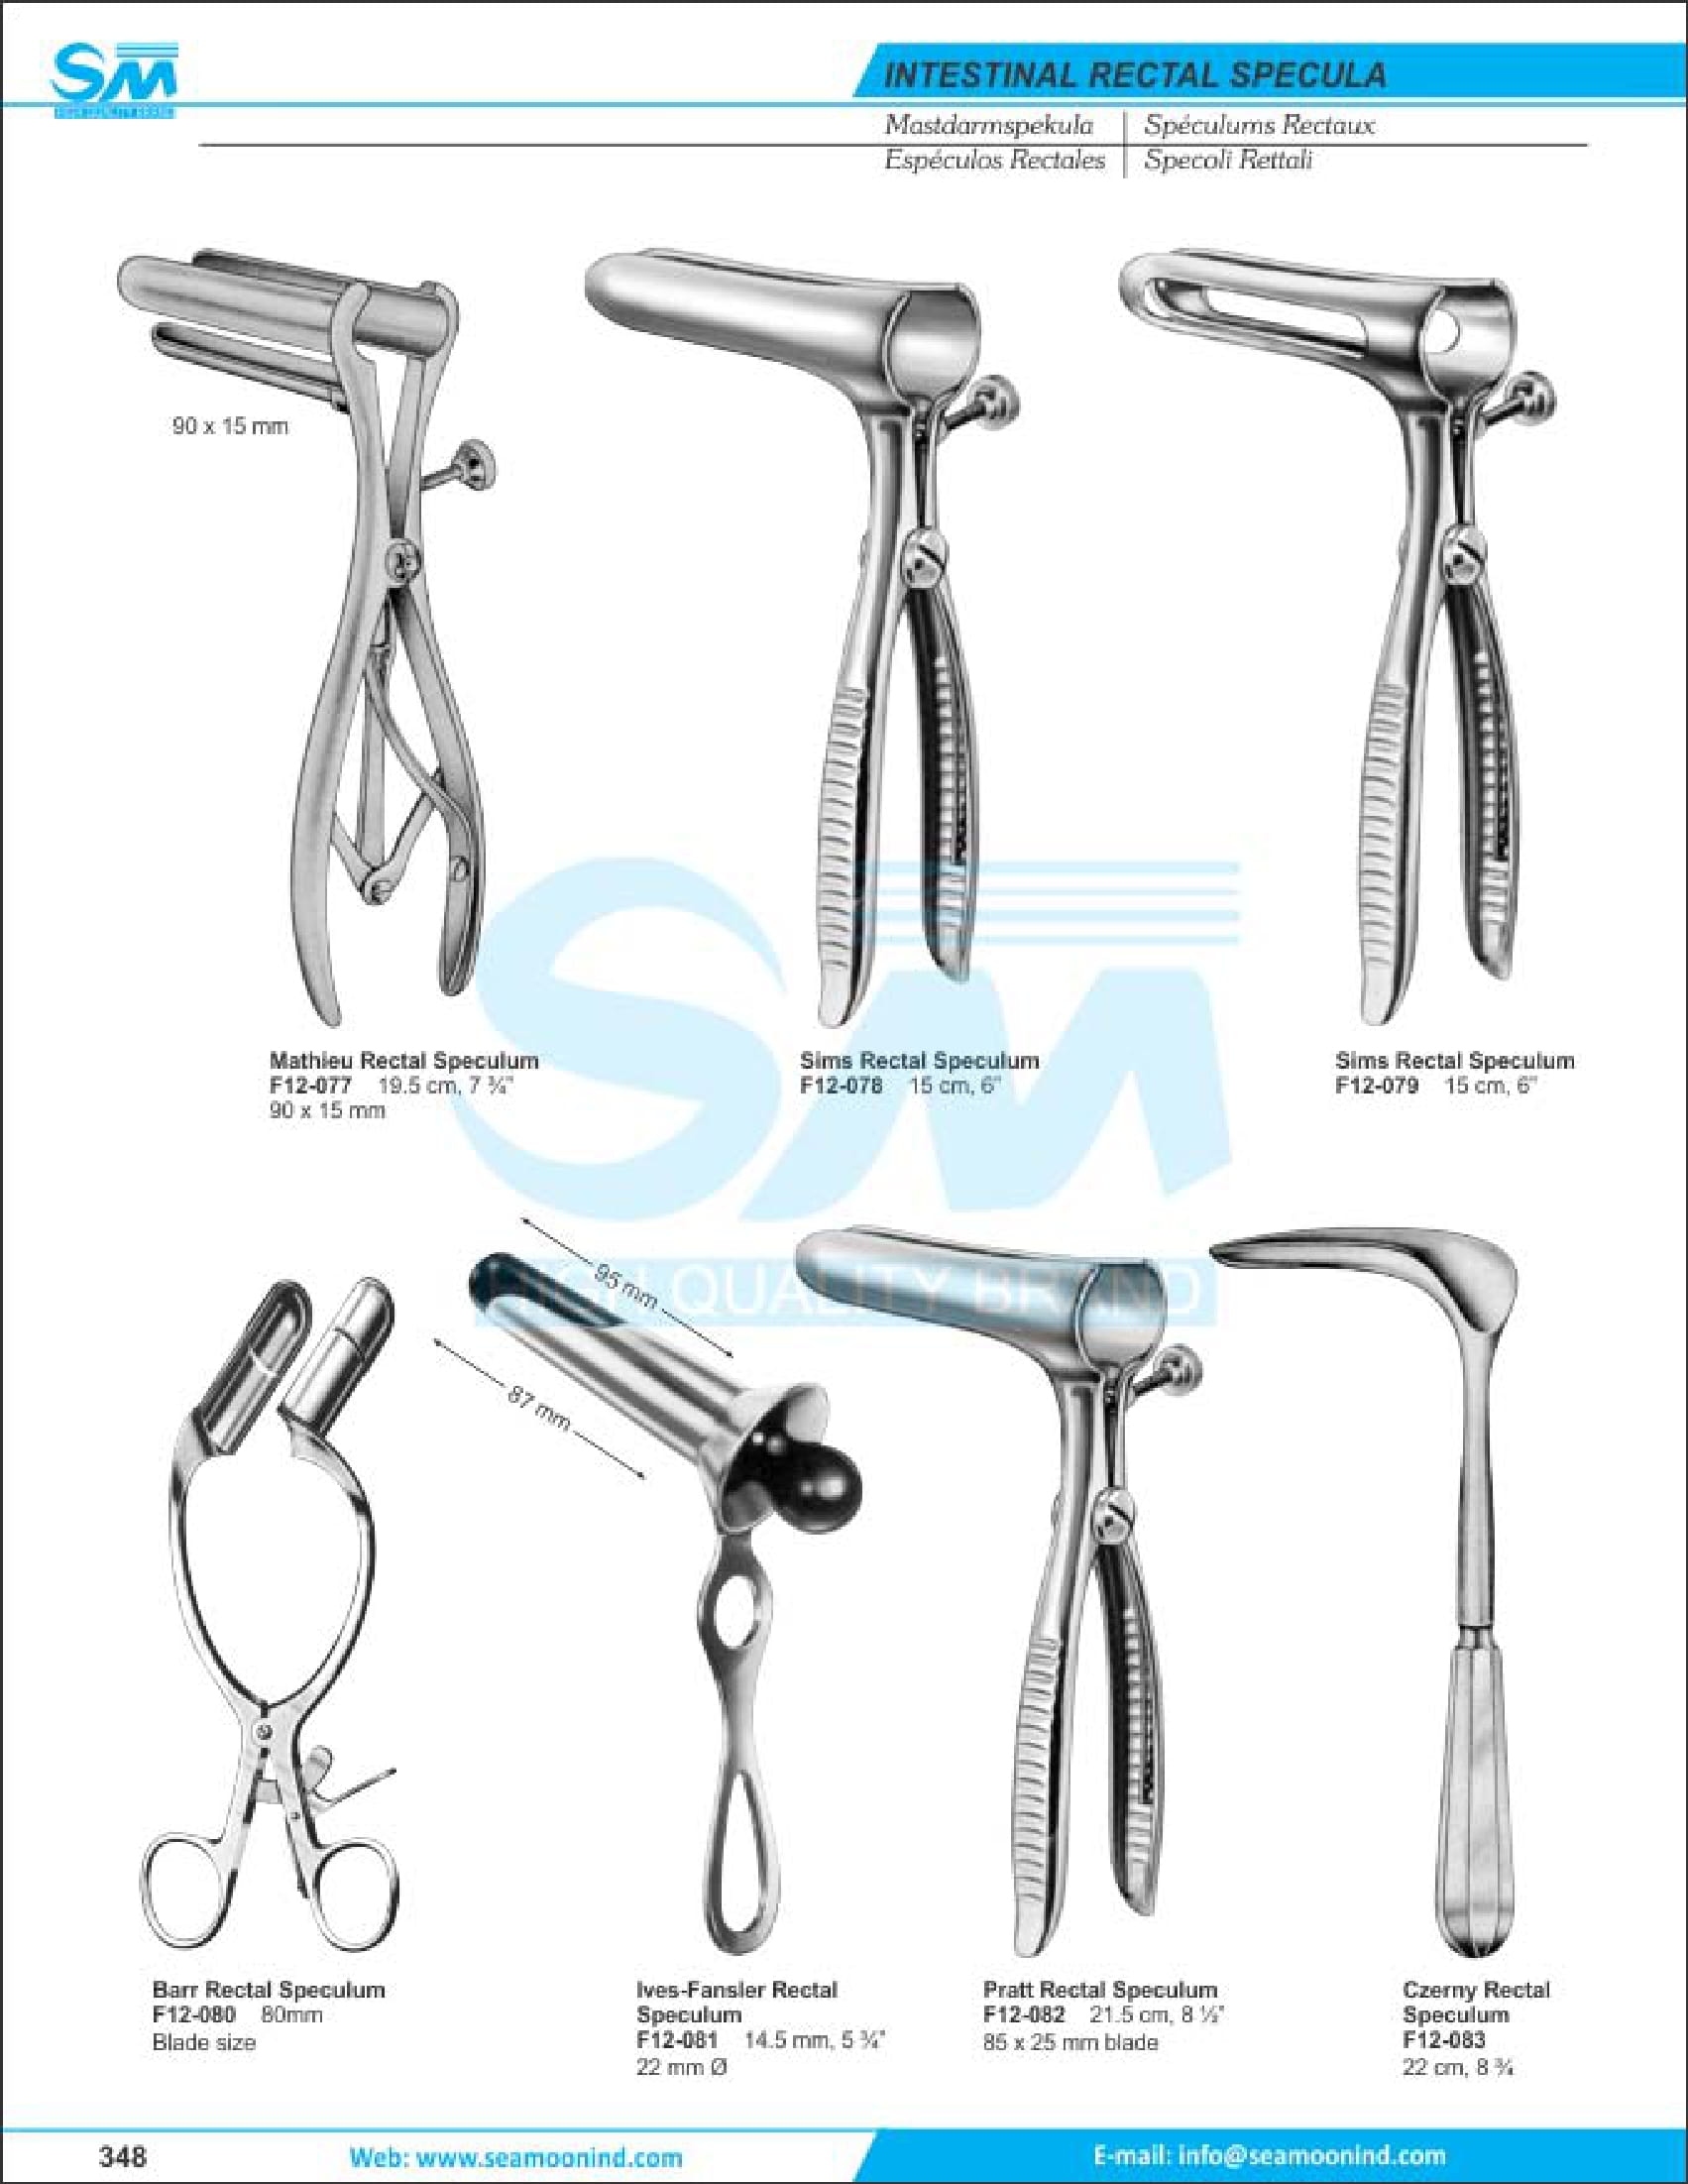 SM
INTESTINAL RECTAL SPECULA
Mastdarmspekula
Spéculums Rectaux
Espéculos Rectales
Specoli Rettali
90 x 15 mm
Mathieu Rectal Speculum
F12-077 19.5 cm, 7 ¾"
90 x 15 mm
Sims Rectal Speculum
F12-078 15 cm, 6"
Sims Rectal Speculum
F12-079 15 cm, 6"
SM
HIGH QUALITY BRAND
95 mm
87 mm
Barr Rectal Speculum
F12-080 80mm
Blade size
Ives-Fansler Rectal
Speculum
F12-081 14.5 mm, 5 ¾"
22 mm Ø
Pratt Rectal Speculum
F12-082 21.5 cm, 8 ½"
85 x 25 mm blade
Czerny Rectal
Speculum
F12-083
22 cm, 8 ¾
348
Web: www.seamoonind.com
E-mail: info@seamoonind.com